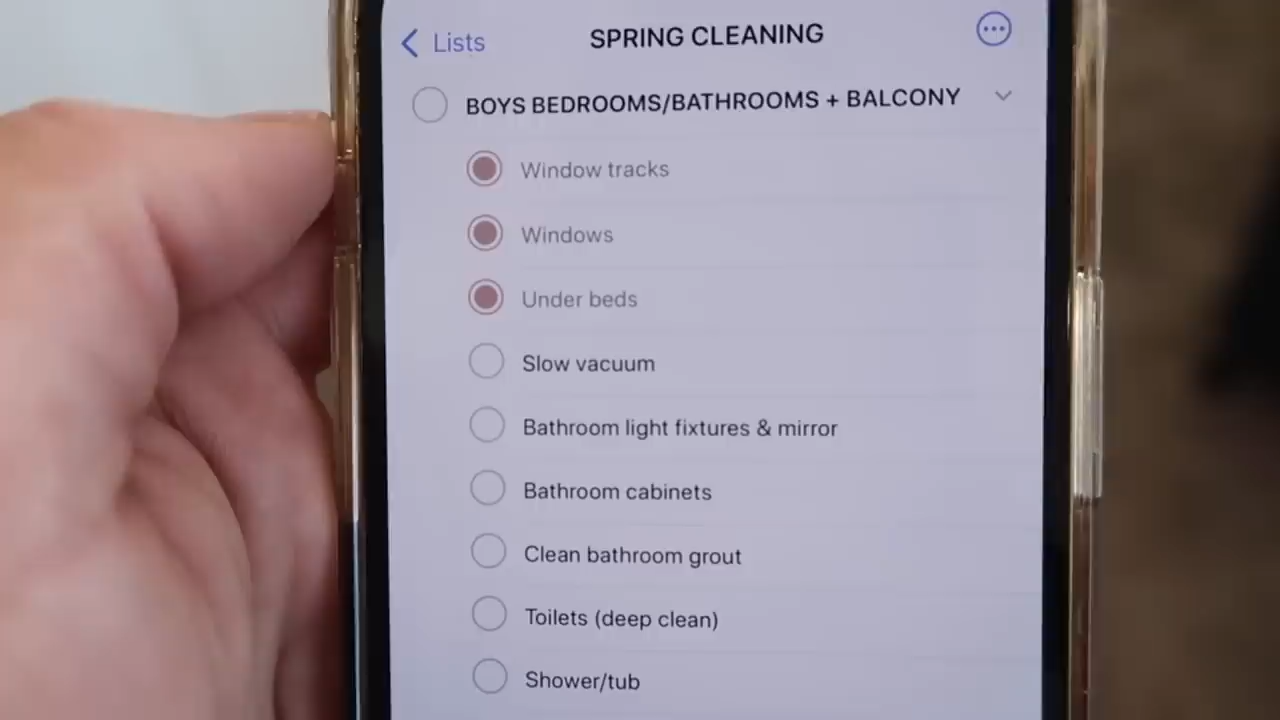 Lists
SPRING CLEANING
BOYS BEDROOMS/BATHROOMS + BALCONY
Window tracks
Windows
Under beds
Slow vacuum
Bathroom light fixtures & mirror
Bathroom cabinets
Clean bathroom grout
Toilets (deep clean)
Shower/tub